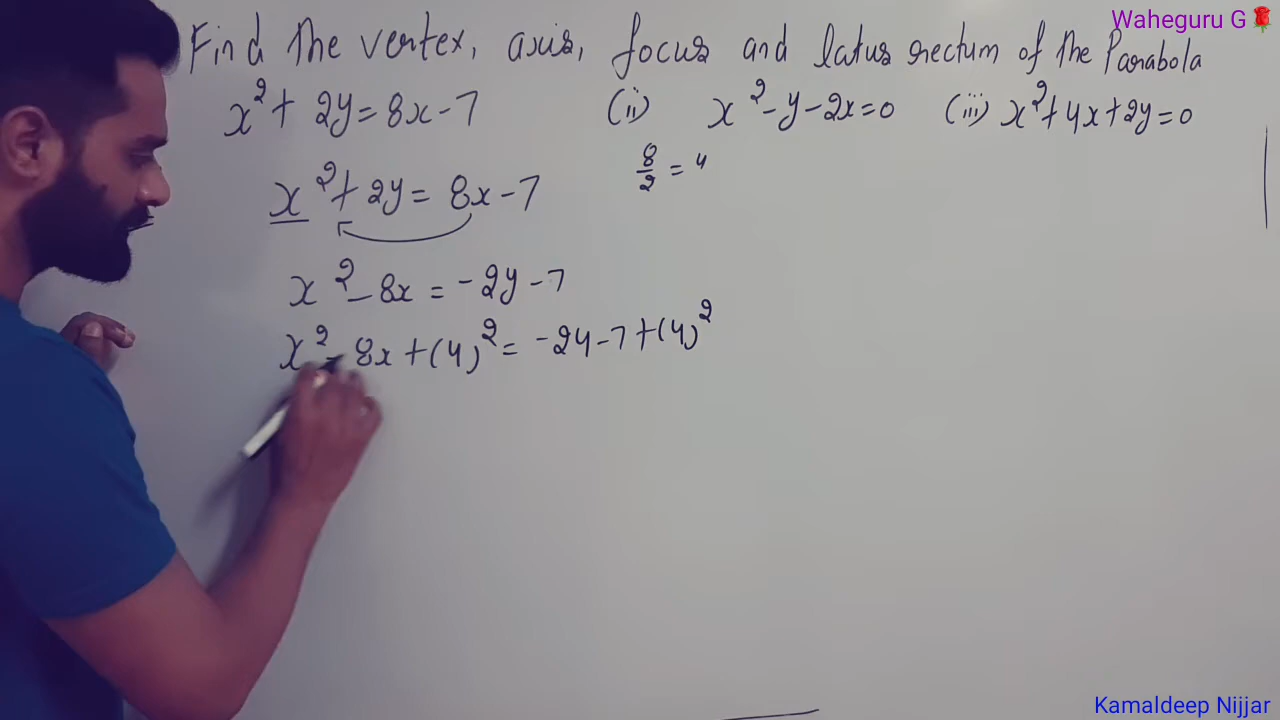 Waheguru G🌹
Find the vertex, axis, focus and latus rectum of the Parabola
x² + 2y = 8x - 7 (ii) x² - y - 2x = 0 (iii) x² + 4x + 2y = 0
8/2 = 4
x² + 2y = 8x - 7
x² - 8x = -2y - 7
x² - 8x + (4)² = -2y - 7 + (4)²
Kamaldeep Nijjar